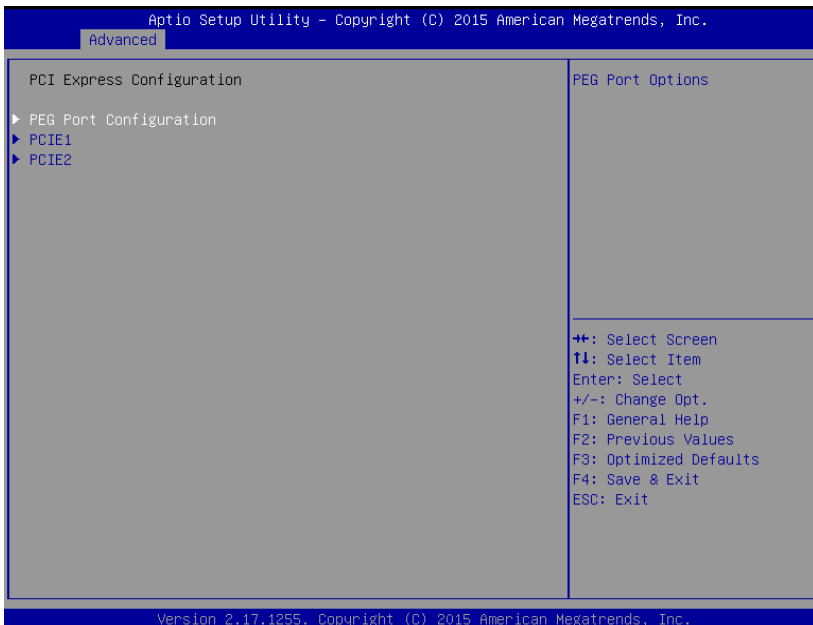 Aptio Setup Utility – Copyright (C) 2015 American Megatrends, Inc.
Advanced
PCI Express Configuration
PEG Port Configuration
PCIE1
PCIE2
PEG Port Options
→←: Select Screen
↑↓: Select Item
Enter: Select
+/-: Change Opt.
F1: General Help
F2: Previous Values
F3: Optimized Defaults
F4: Save & Exit
ESC: Exit
Version 2.17.1255. Copyright (C) 2015 American Megatrends, Inc.